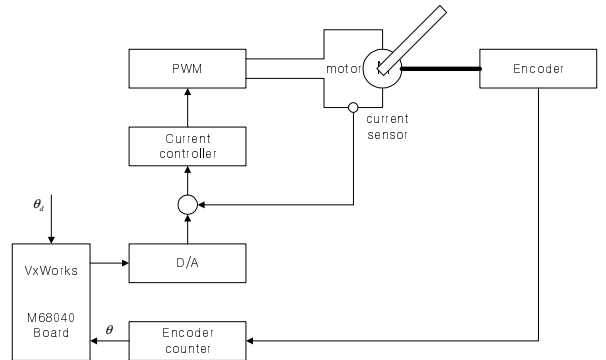 PWM
motor
M
Encoder
current
sensor
Current
controller
θd
D/A
VxWorks
M68040
Board
θ
Encoder
counter